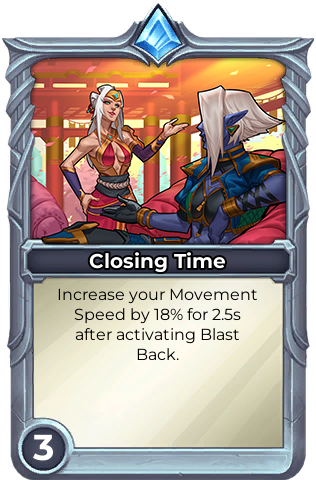 Closing Time
Increase your Movement
Speed by 18% for 2.5s
after activating Blast
Back.
3